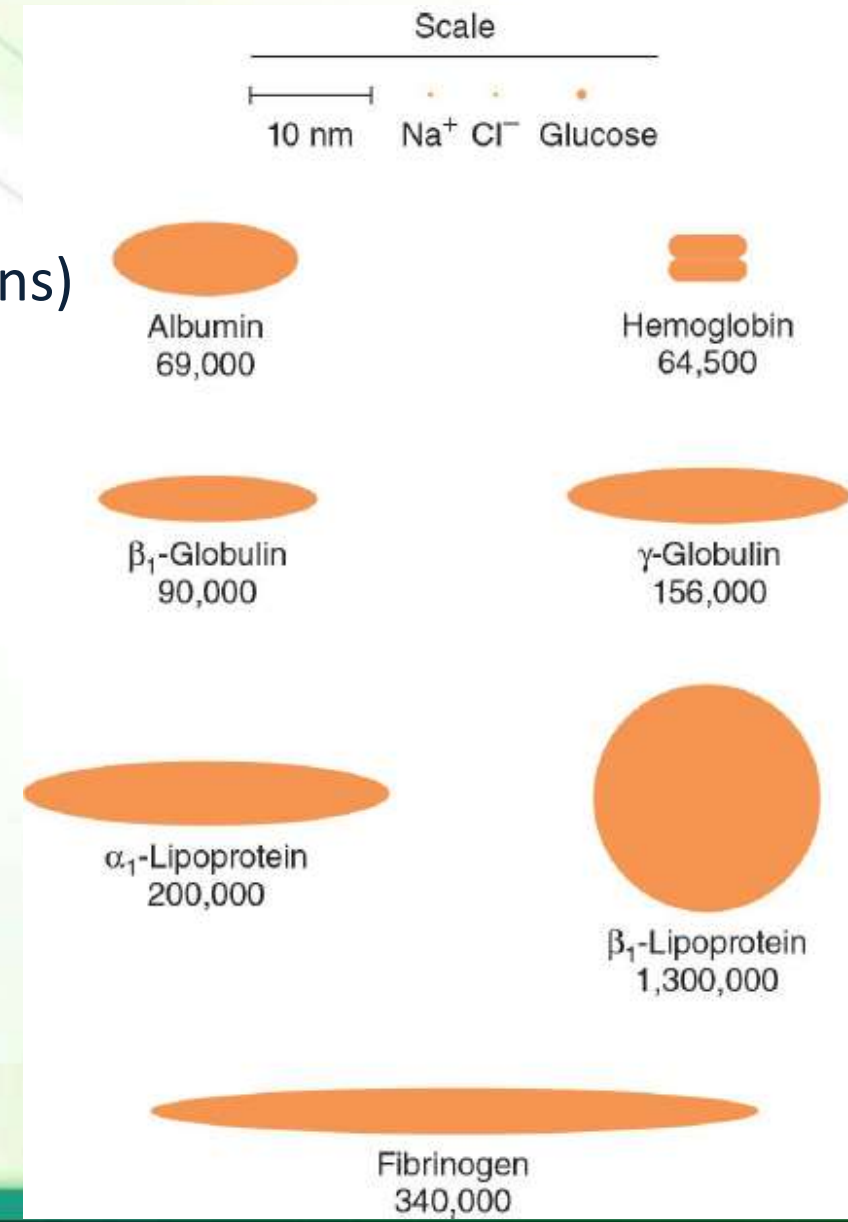 Scale
10 nm Na⁺ Cl⁻ Glucose
ns)
Albumin
69,000
Hemoglobin
64,500
β₁-Globulin
90,000
γ-Globulin
156,000
α₁-Lipoprotein
200,000
β₁-Lipoprotein
1,300,000
Fibrinogen
340,000